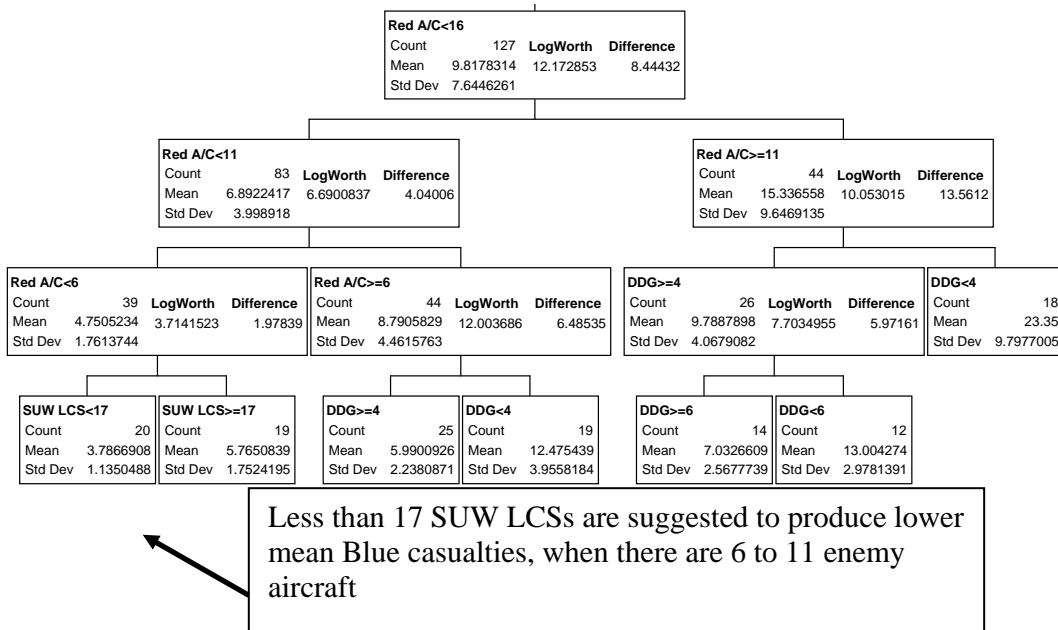 Red A/C<16
Count 127 LogWorth Difference
Mean 9.8178314 12.172853 8.44432
Std Dev 7.6446261
Red A/C<11
Count 83 LogWorth Difference
Mean 6.8922417 6.6900837 4.04006
Std Dev 3.998918
Red A/C>=11
Count 44 LogWorth Difference
Mean 15.336558 10.053015 13.5612
Std Dev 9.6469135
Red A/C<6
Count 39 LogWorth Difference
Mean 4.7505234 3.7141523 1.97839
Std Dev 1.7613744
Red A/C>=6
Count 44 LogWorth Difference
Mean 8.7905829 12.003686 6.48535
Std Dev 4.4615763
DDG>=4
Count 26 LogWorth Difference
Mean 9.7887898 7.7034955 5.97161
Std Dev 4.0679082
DDG<4
Count 18
Mean 23.35
Std Dev 9.7977005
SUW LCS<17
Count 20
Mean 3.7866908
Std Dev 1.1350488
SUW LCS>=17
Count 19
Mean 5.7650839
Std Dev 1.7524195
DDG>=4
Count 25
Mean 5.9900926
Std Dev 2.2380871
DDG<4
Count 19
Mean 12.475439
Std Dev 3.9558184
DDG>=6
Count 14
Mean 7.0326609
Std Dev 2.5677739
DDG<6
Count 12
Mean 13.004274
Std Dev 2.9781391
Less than 17 SUW LCSs are suggested to produce lower
mean Blue casualties, when there are 6 to 11 enemy
aircraft